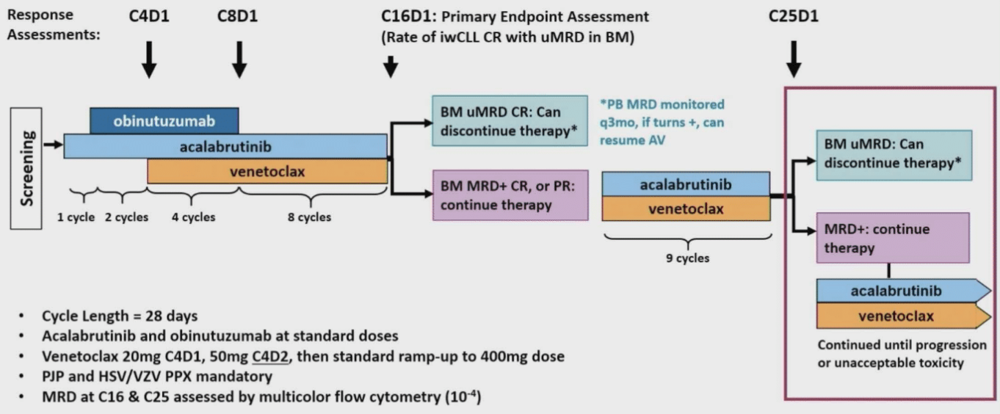 Response
Assessments:
C4D1
C8D1
C16D1: Primary Endpoint Assessment
(Rate of iwCLL CR with uMRD in BM)
C25D1
Screening
obinutuzumab
acalabrutinib
venetoclax
1 cycle
2 cycles
4 cycles
8 cycles
BM uMRD CR: Can
discontinue therapy*
*PB MRD monitored
q3mo, if turns +, can
resume AV
BM MRD+ CR, or PR:
continue therapy
acalabrutinib
venetoclax
9 cycles
BM uMRD: Can
discontinue therapy*
MRD+: continue
therapy
acalabrutinib
venetoclax
Continued until progression
or unacceptable toxicity
• Cycle Length = 28 days
• Acalabrutinib and obinutuzumab at standard doses
• Venetoclax 20mg C4D1, 50mg C4D2, then standard ramp-up to 400mg dose
• PJP and HSV/VZV PPX mandatory
• MRD at C16 & C25 assessed by multicolor flow cytometry (10⁻⁴)